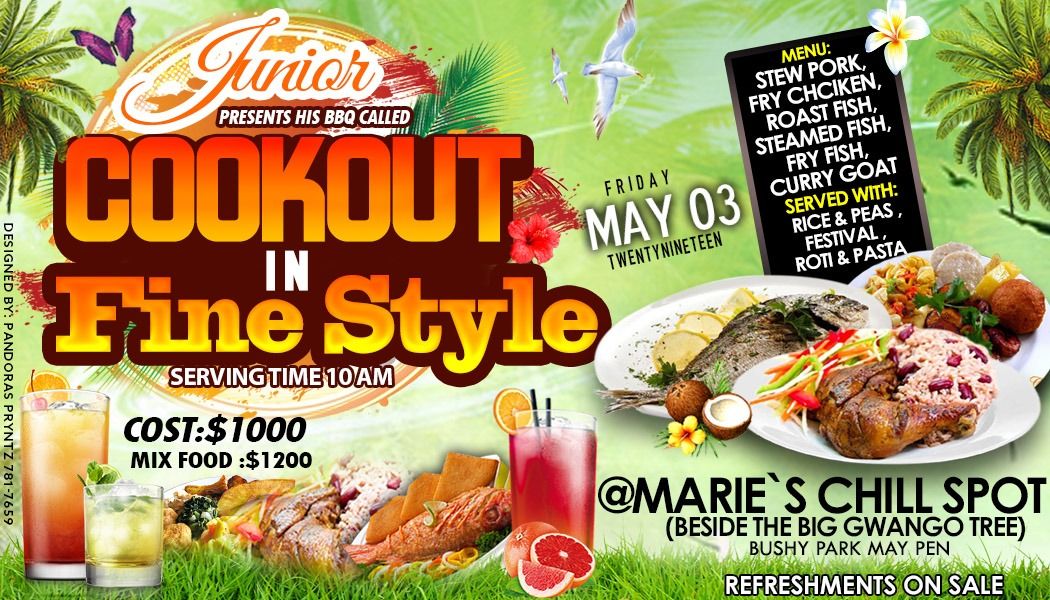 Junior
PRESENTS HIS BBQ CALLED
COOKOUT
IN
Fine Style
SERVING TIME 10 AM
COST:$1000
MIX FOOD :$1200
FRIDAY
MAY 03
TWENTYNINETEEN
MENU:
STEW PORK,
FRY CHCIKEN,
ROAST FISH,
STEAMED FISH,
FRY FISH,
CURRY GOAT
SERVED WITH:
RICE & PEAS ,
FESTIVAL ,
ROTI & PASTA
@MARIE`S CHILL SPOT
(BESIDE THE BIG GWANGO TREE)
BUSHY PARK MAY PEN
REFRESHMENTS ON SALE
DESIGNED BY: PANDORAS PRYNTZ 781-7659